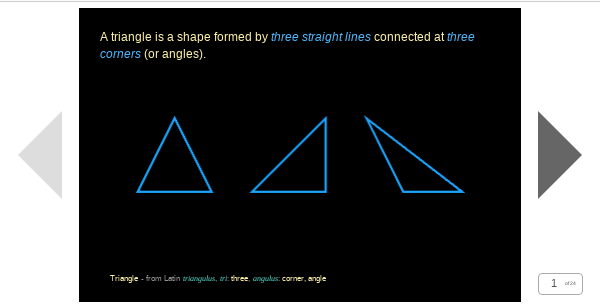 A triangle is a shape formed by three straight lines connected at three
corners (or angles).
Triangle - from Latin triangulus, tri: three, angulus: corner, angle
1 of 24